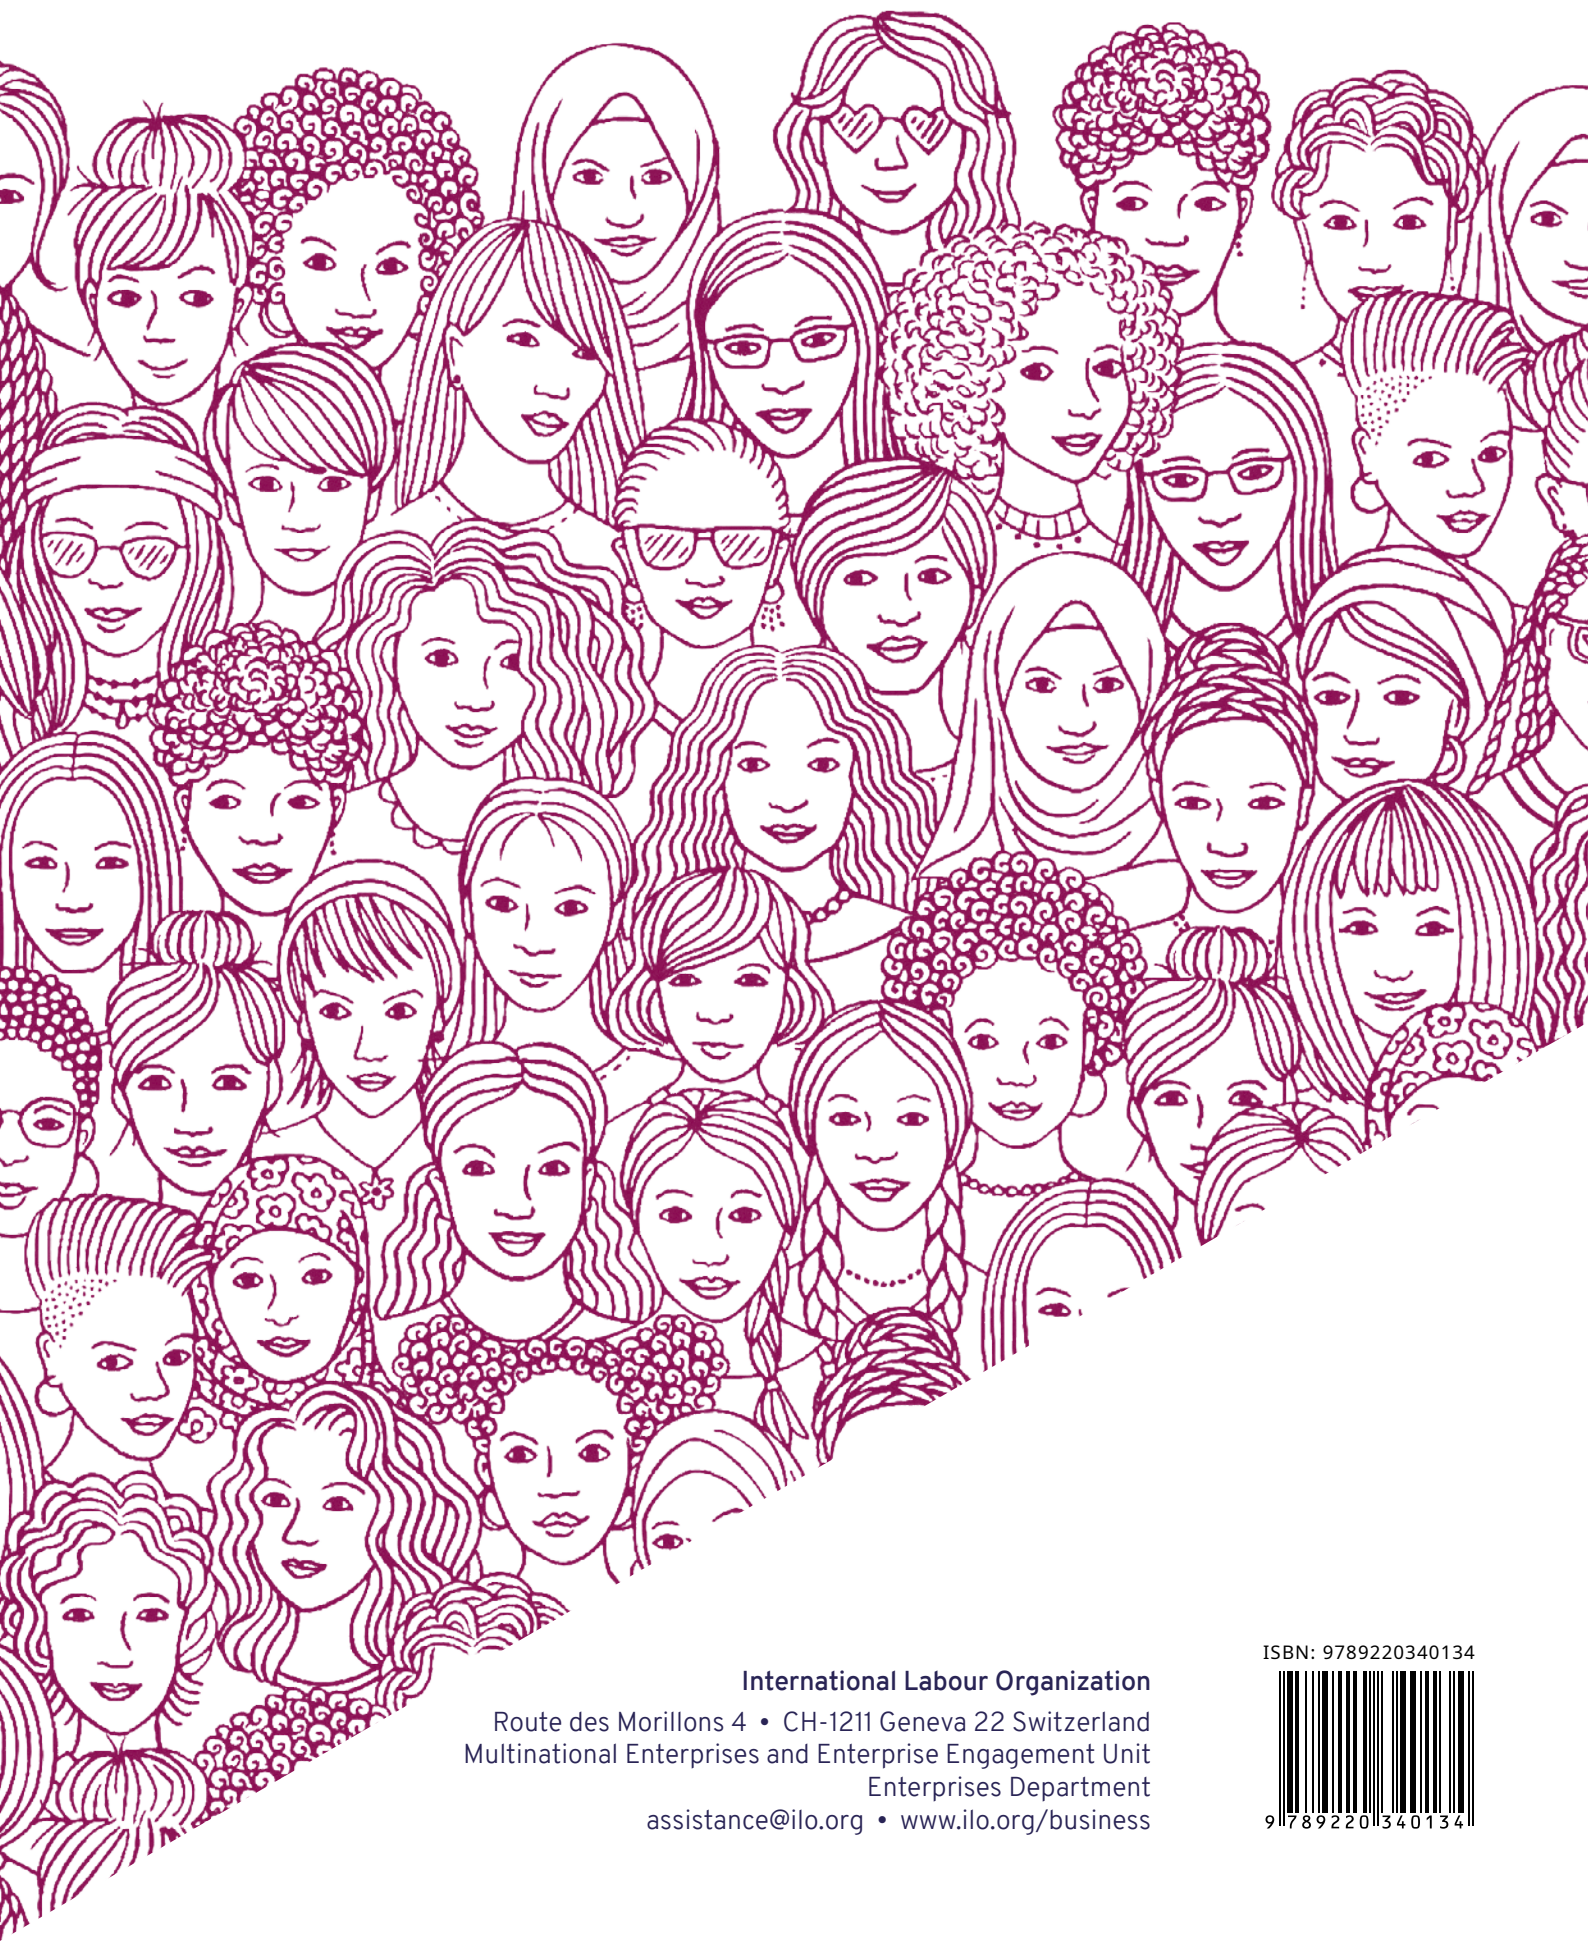 International Labour Organization
Route des Morillons 4 • CH-1211 Geneva 22 Switzerland
Multinational Enterprises and Enterprise Engagement Unit
Enterprises Department
assistance@ilo.org • www.ilo.org/business
ISBN: 9789220340134
9 789220 340134